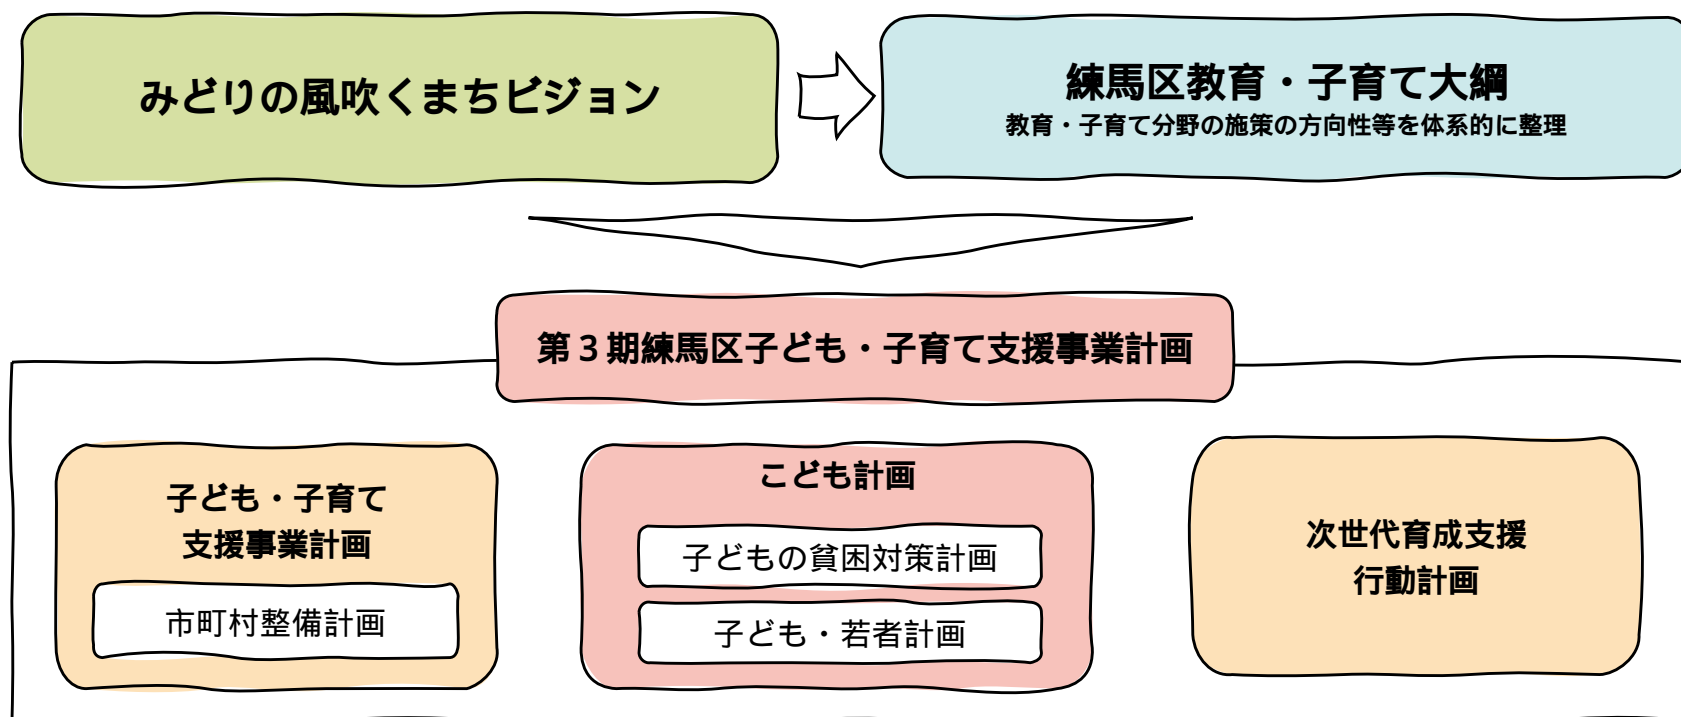 みどりの風吹くまちビジョン
練馬区教育・子育て大綱
教育・子育て分野の施策の方向性等を体系的に整理
第３期練馬区子ども・子育て支援事業計画
子ども・子育て
支援事業計画
市町村整備計画
こども計画
子どもの貧困対策計画
子ども・若者計画
次世代育成支援
行動計画